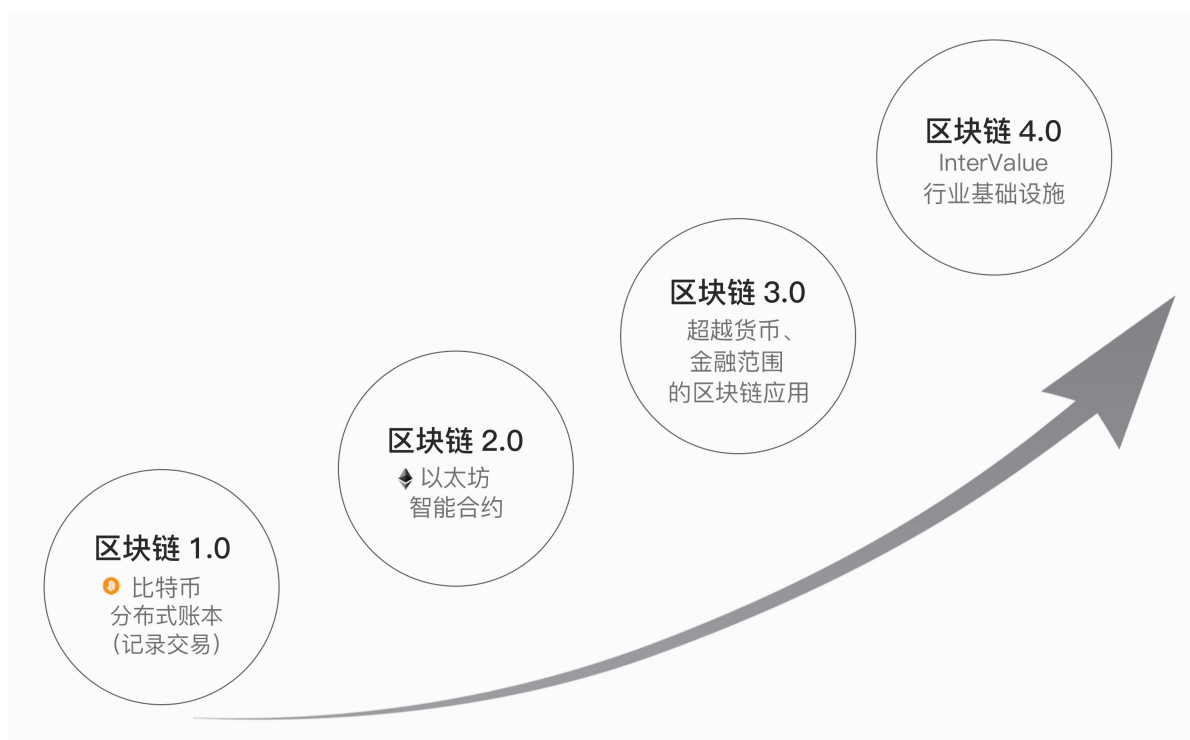 区块链 1.0
比特币
分布式账本
(记录交易)
区块链 2.0
以太坊
智能合约
区块链 3.0
超越货币、
金融范围
的区块链应用
区块链 4.0
InterValue
行业基础设施